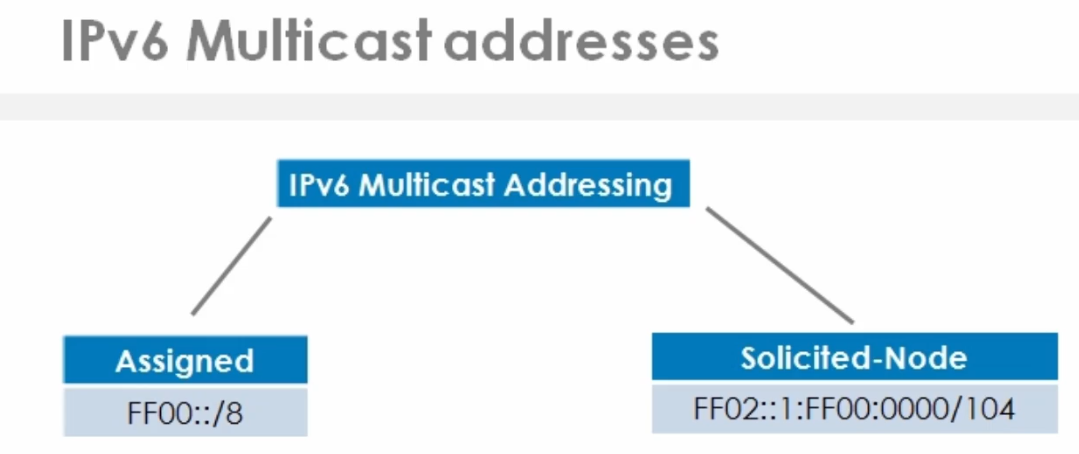 IPv6 Multicast addresses
IPv6 Multicast Addressing
Assigned
FF00::/8
Solicited-Node
FF02::1:FF00:0000/104